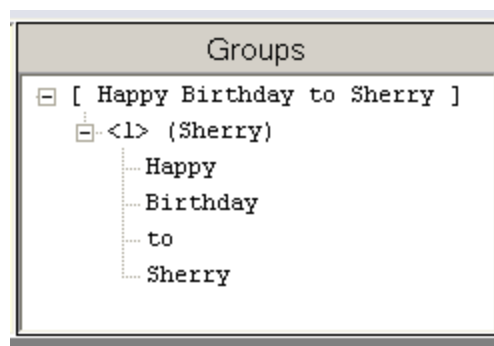 Groups
[ Happy Birthday to Sherry ]
<1> (Sherry)
Happy
Birthday
to
Sherry